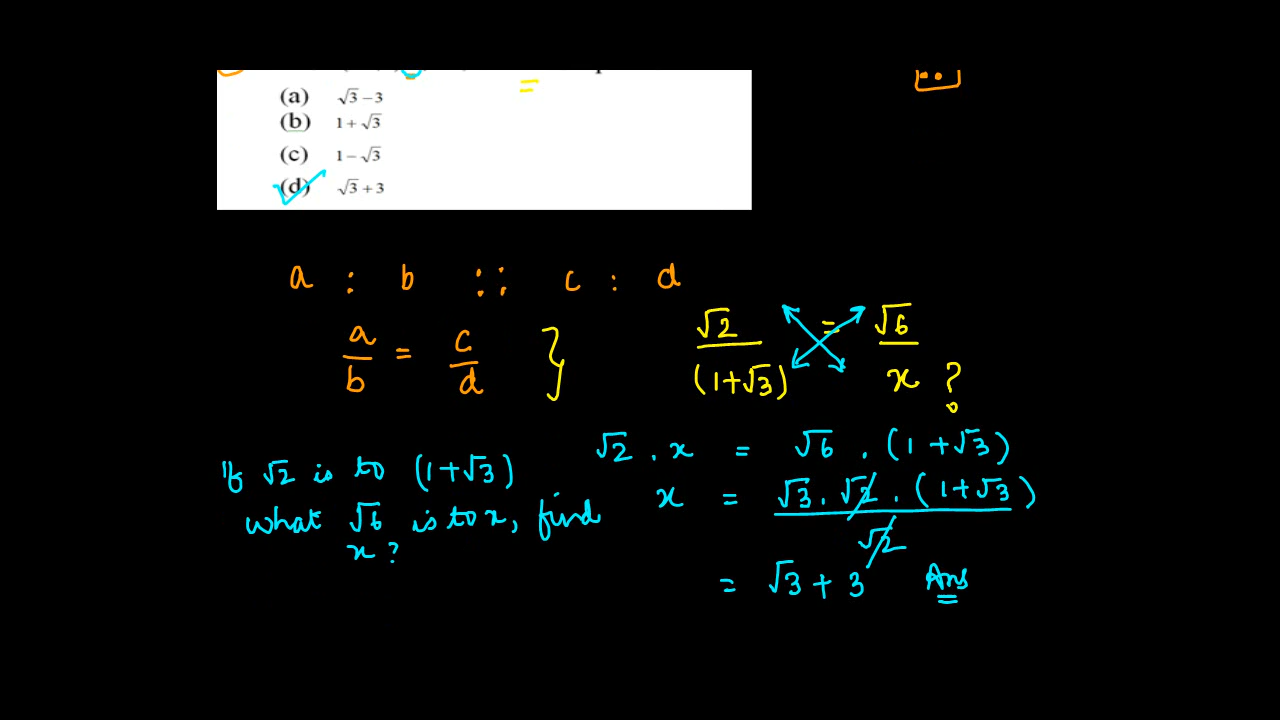 (a) √3 − 3
(b) 1 + √3
(c) 1 − √3
(d) √3 + 3
a : b :: c : d
a/b = c/d }
√2/(1+√3) = √6/x ?
If √2 is to (1+√3)
what √6 is to x, find
x?
√2 . x = √6 . (1+√3)
x = √3 . √2 . (1+√3)/√2
= √3 + 3 Ans